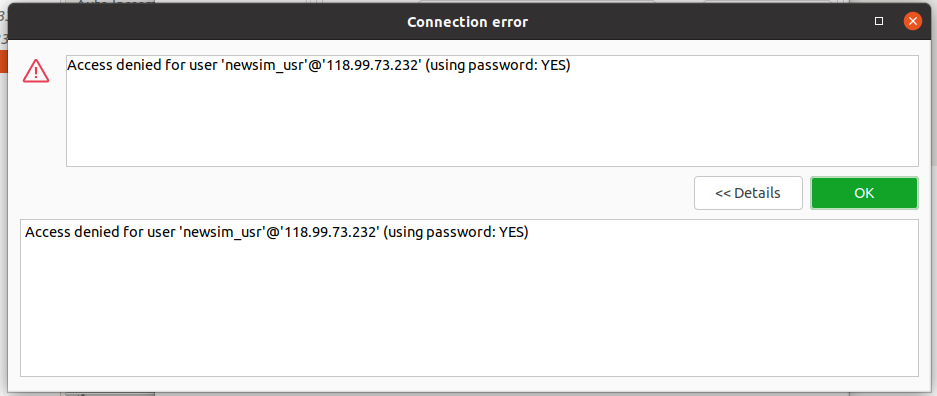 Connection error
Access denied for user 'newsim_usr'@'118.99.73.232' (using password: YES)
<< Details
OK
Access denied for user 'newsim_usr'@'118.99.73.232' (using password: YES)